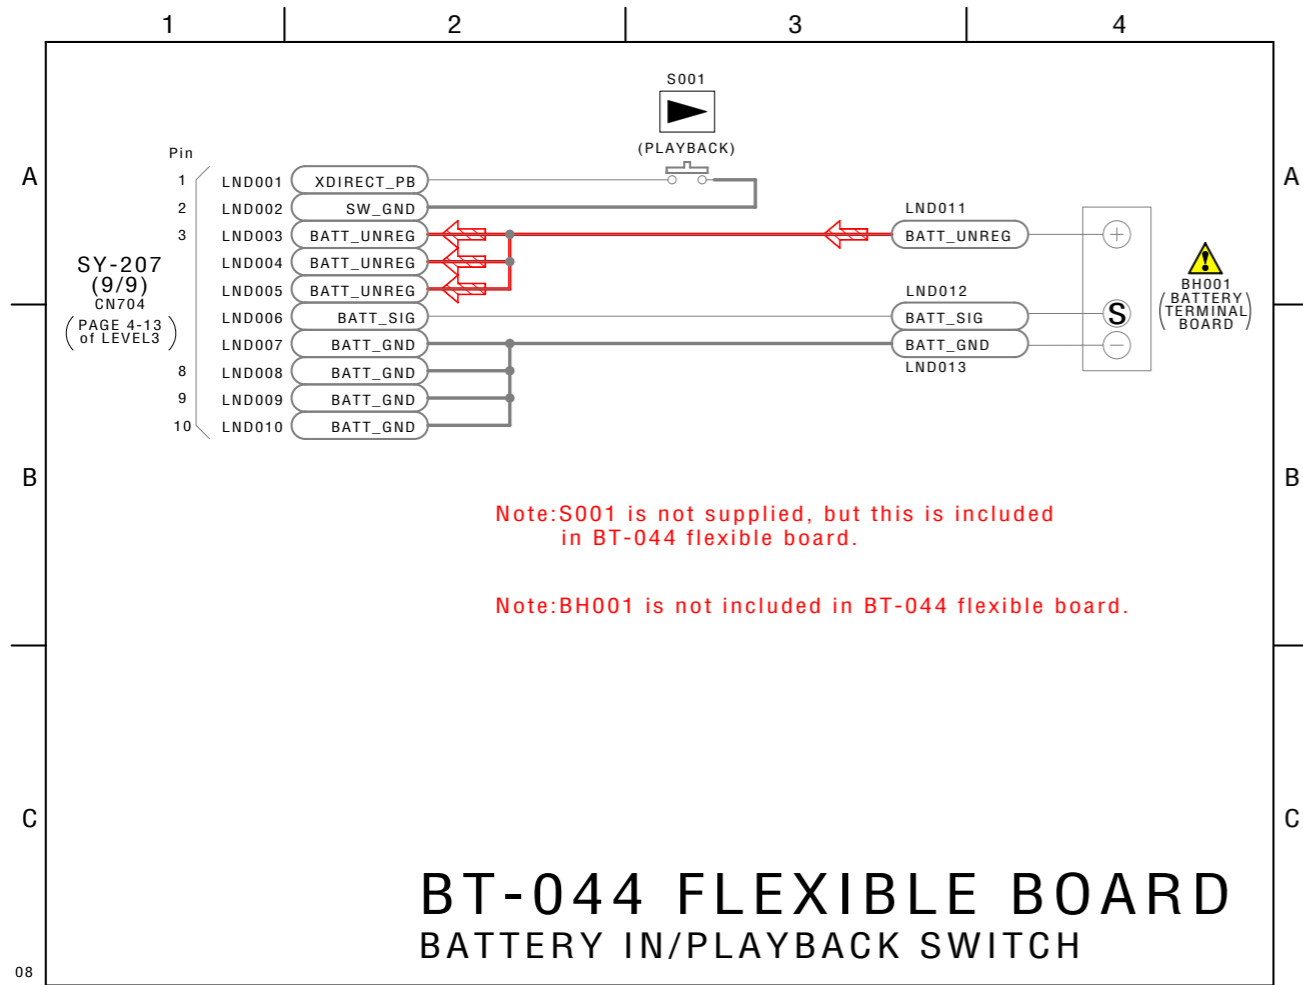 1 2 3 4
S001
(PLAYBACK)
Pin
A A
1 LND001 XDIRECT_PB
2 LND002 SW_GND
LND011
3 LND003 BATT_UNREG BATT_UNREG +
LND004 BATT_UNREG
LND005 BATT_UNREG
SY-207
(9/9)
CN704
(PAGE 4-13
of LEVEL3)
!
BH001
(BATTERY
TERMINAL
BOARD)
LND012
LND006 BATT_SIG BATT_SIG S
LND007 BATT_GND BATT_GND −
LND013
8 LND008 BATT_GND
9 LND009 BATT_GND
10 LND010 BATT_GND
B B
Note:S001 is not supplied, but this is included
in BT-044 flexible board.
Note:BH001 is not included in BT-044 flexible board.
C C
BT-044 FLEXIBLE BOARD
BATTERY IN/PLAYBACK SWITCH
08